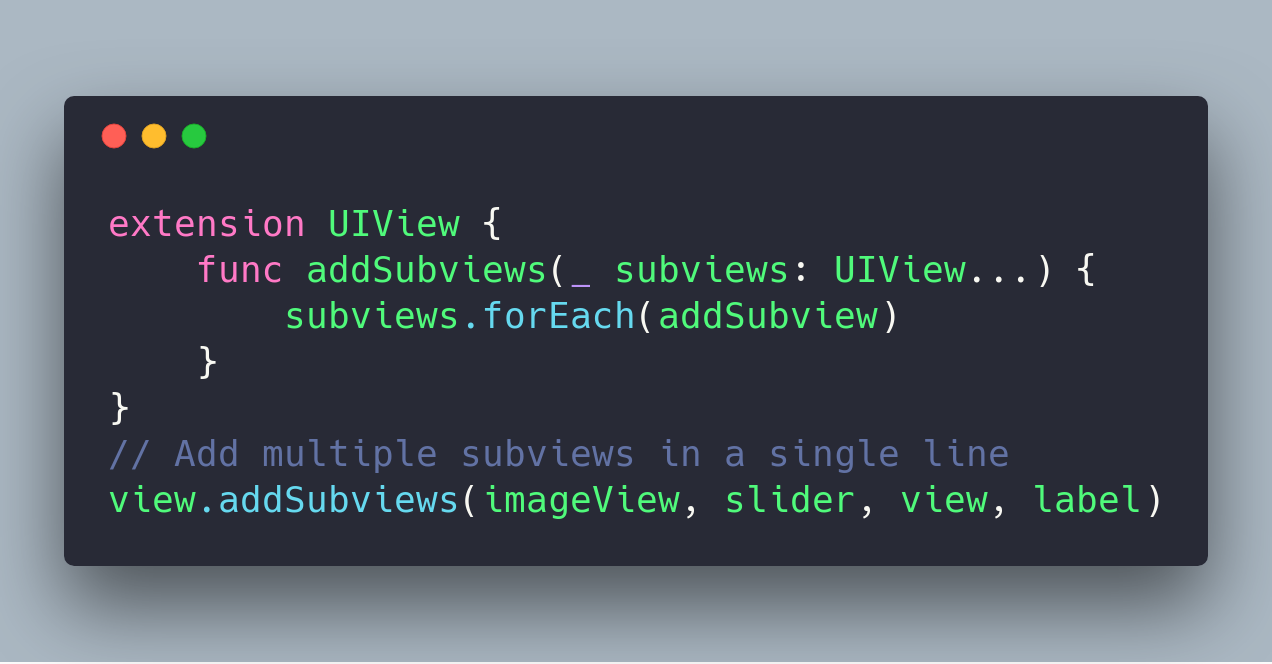 extension UIView {
    func addSubviews(_ subviews: UIView...) {
        subviews.forEach(addSubview)
    }
}
// Add multiple subviews in a single line
view.addSubviews(imageView, slider, view, label)